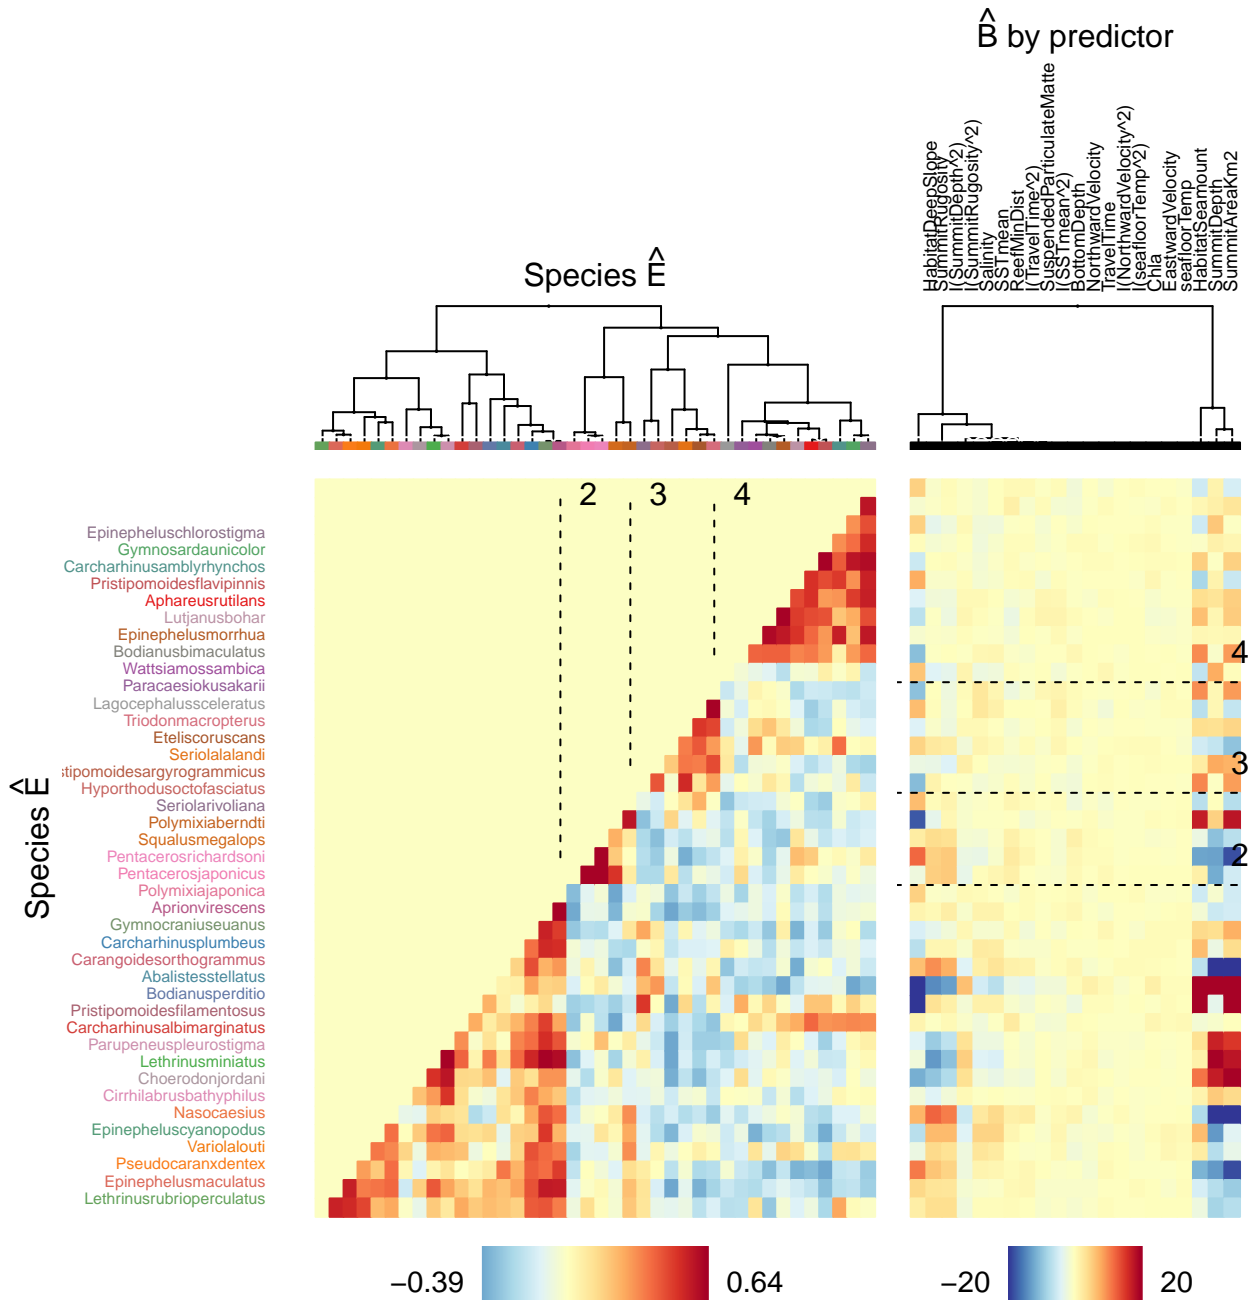 B̂ by predictor
HabitatDeepSlope
SummitRugosity
I(SummitDepth^2)
I(SummitRugosity^2)
Salinity
SSTmean
ReefMinDist
I(TravelTime^2)
SuspendedParticulateMatte
I(SSTmean^2)
BottomDepth
NorthwardVelocity
TravelTime
I(NorthwardVelocity^2)
I(seafloorTemp^2)
Chla
EastwardVelocity
seafloorTemp
HabitatSeamount
SummitDepth
SummitAreaKm2
Species Ê
2 3 4
Epinepheluschlorostigma
Gymnosardaunicolor
Carcharhinusamblyrhynchos
Pristipomoidesflavipinnis
Aphareusrutilans
Lutjanusbohar
Epinephelusmorrhua
Bodianusbimaculatus
Wattsiamossambica
Paracaesiokusakarii
Lagocephalussceleratus
Triodonmacropterus
Eteliscoruscans
Seriolalalandi
stipomoidesargyrogrammicus
Hyporthodusoctofasciatus
Seriolarivoliana
Polymixiaberndti
Squalusmegalops
Pentacerosrichardsoni
Pentacerosjaponicus
Polymixiajaponica
Aprionvirescens
Gymnocraniuseuanus
Carcharhinusplumbeus
Carangoidesorthogrammus
Abalistesstellatus
Bodianusperditio
Pristipomoidesfilamentosus
Carcharhinusalbimarginatus
Parupeneuspleurostigma
Lethrinusminiatus
Choerodonjordani
Cirrhilabrusbathyphilus
Nasocaesius
Epinepheluscyanopodus
Variolalouti
Pseudocaranxdentex
Epinephelusmaculatus
Lethrinusrubrioperculatus
Species Ê
4
3
2
−0.39 0.64
−20 20